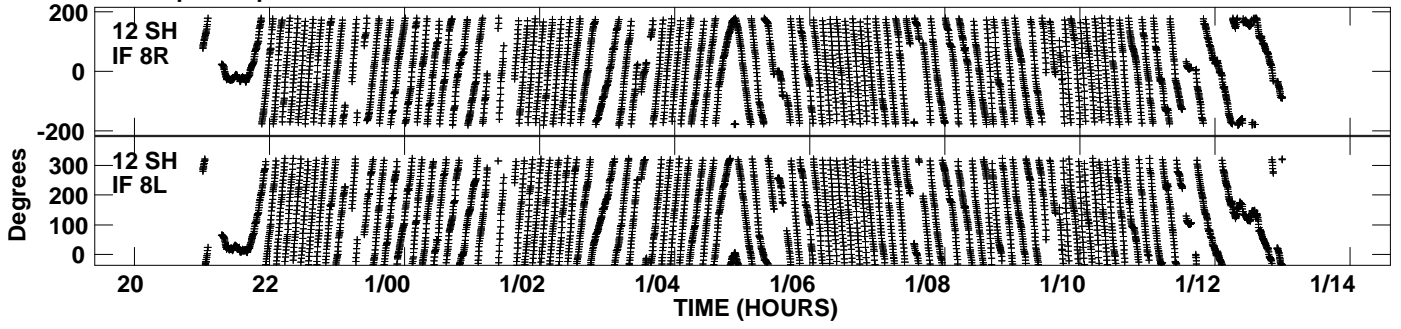 200
12 SH
IF 8R
0
-200
12 SH
IF 8L
300
200
100
0
Degrees
20 22 1/00 1/02 1/04 1/06 1/08 1/10 1/12 1/14
TIME (HOURS)